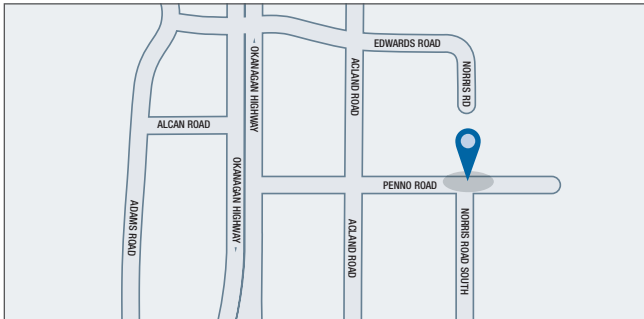 EDWARDS ROAD
NORRIS RD
← OKANAGAN HIGHWAY
ACLAND ROAD
ALCAN ROAD
OKANAGAN HIGHWAY →
PENNO ROAD
ADAMS ROAD
ACLAND ROAD
NORRIS ROAD SOUTH